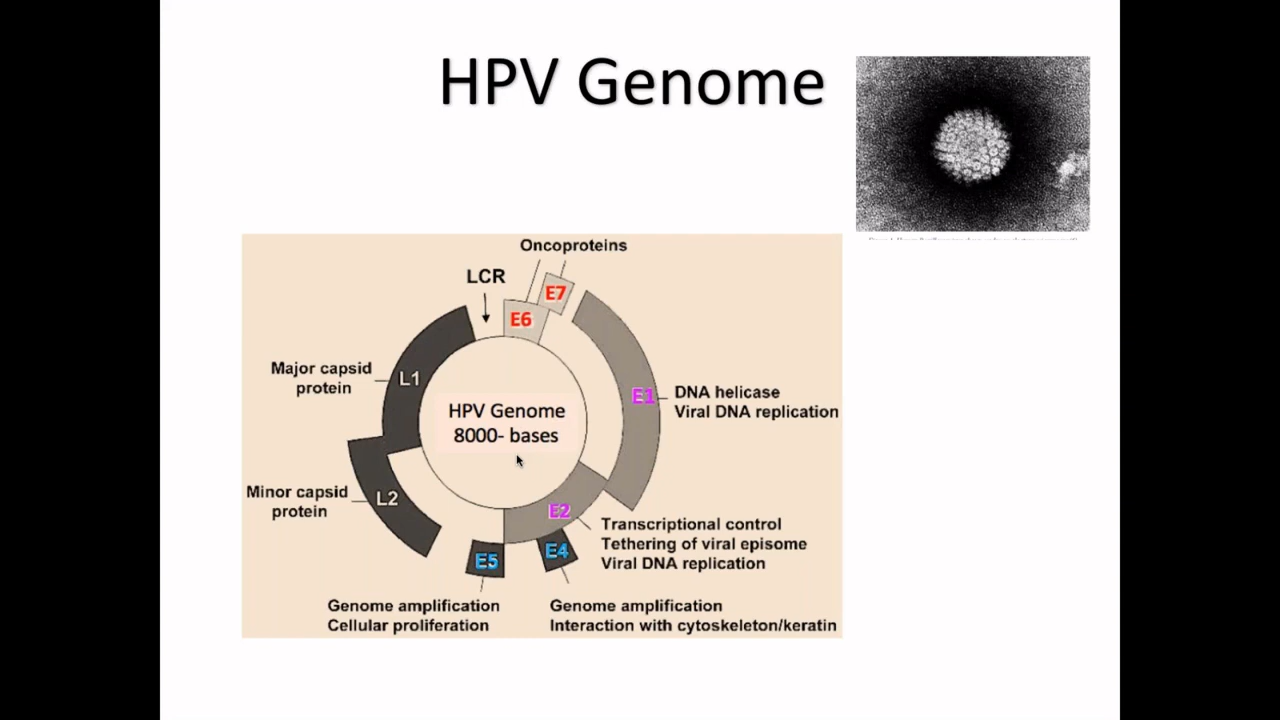 HPV Genome
Oncoproteins
LCR
E7
E6
Major capsid
protein
L1
E1
DNA helicase
Viral DNA replication
HPV Genome
8000- bases
Minor capsid
protein
L2
E2
Transcriptional control
Tethering of viral episome
Viral DNA replication
E5
E4
Genome amplification
Cellular proliferation
Genome amplification
Interaction with cytoskeleton/keratin